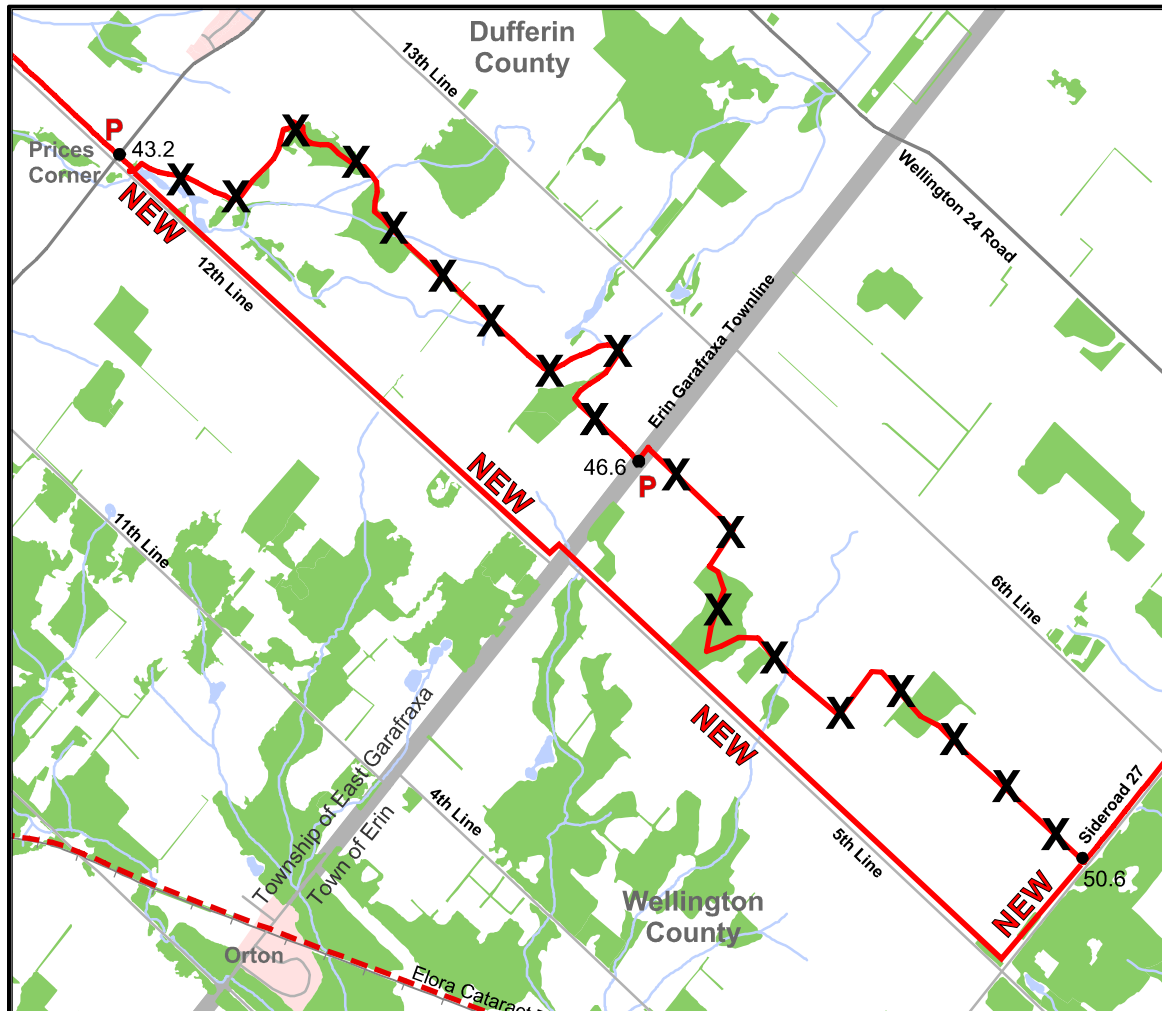 Dufferin
County
13th Line
P
43.2
Prices
Corner
NEW
Wellington 24 Road
12th Line
X
X
X
X
X
X
X
X
X
X
Erin Garafraxa Townline
46.6
P
NEW
11th Line
X
X
X
X
X
X
X
X
X
6th Line
Township of East Garafraxa
Town of Erin
NEW
4th Line
5th Line
Sideroad 27
50.6
NEW
Wellington
County
Orton
Elora Cataract